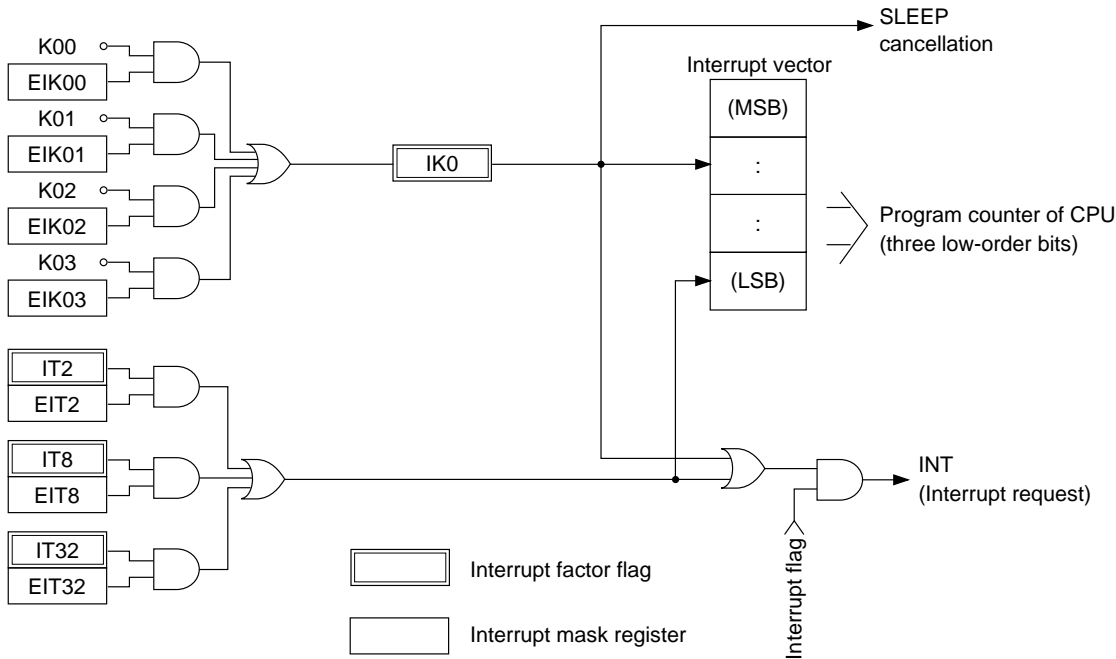 K00
EIK00
K01
EIK01
K02
EIK02
K03
EIK03
IT2
EIT2
IT8
EIT8
IT32
EIT32
IK0
SLEEP
cancellation
Interrupt vector
(MSB)
:
:
(LSB)
Program counter of CPU
(three low-order bits)
INT
(Interrupt request)
Interrupt flag
Interrupt factor flag
Interrupt mask register